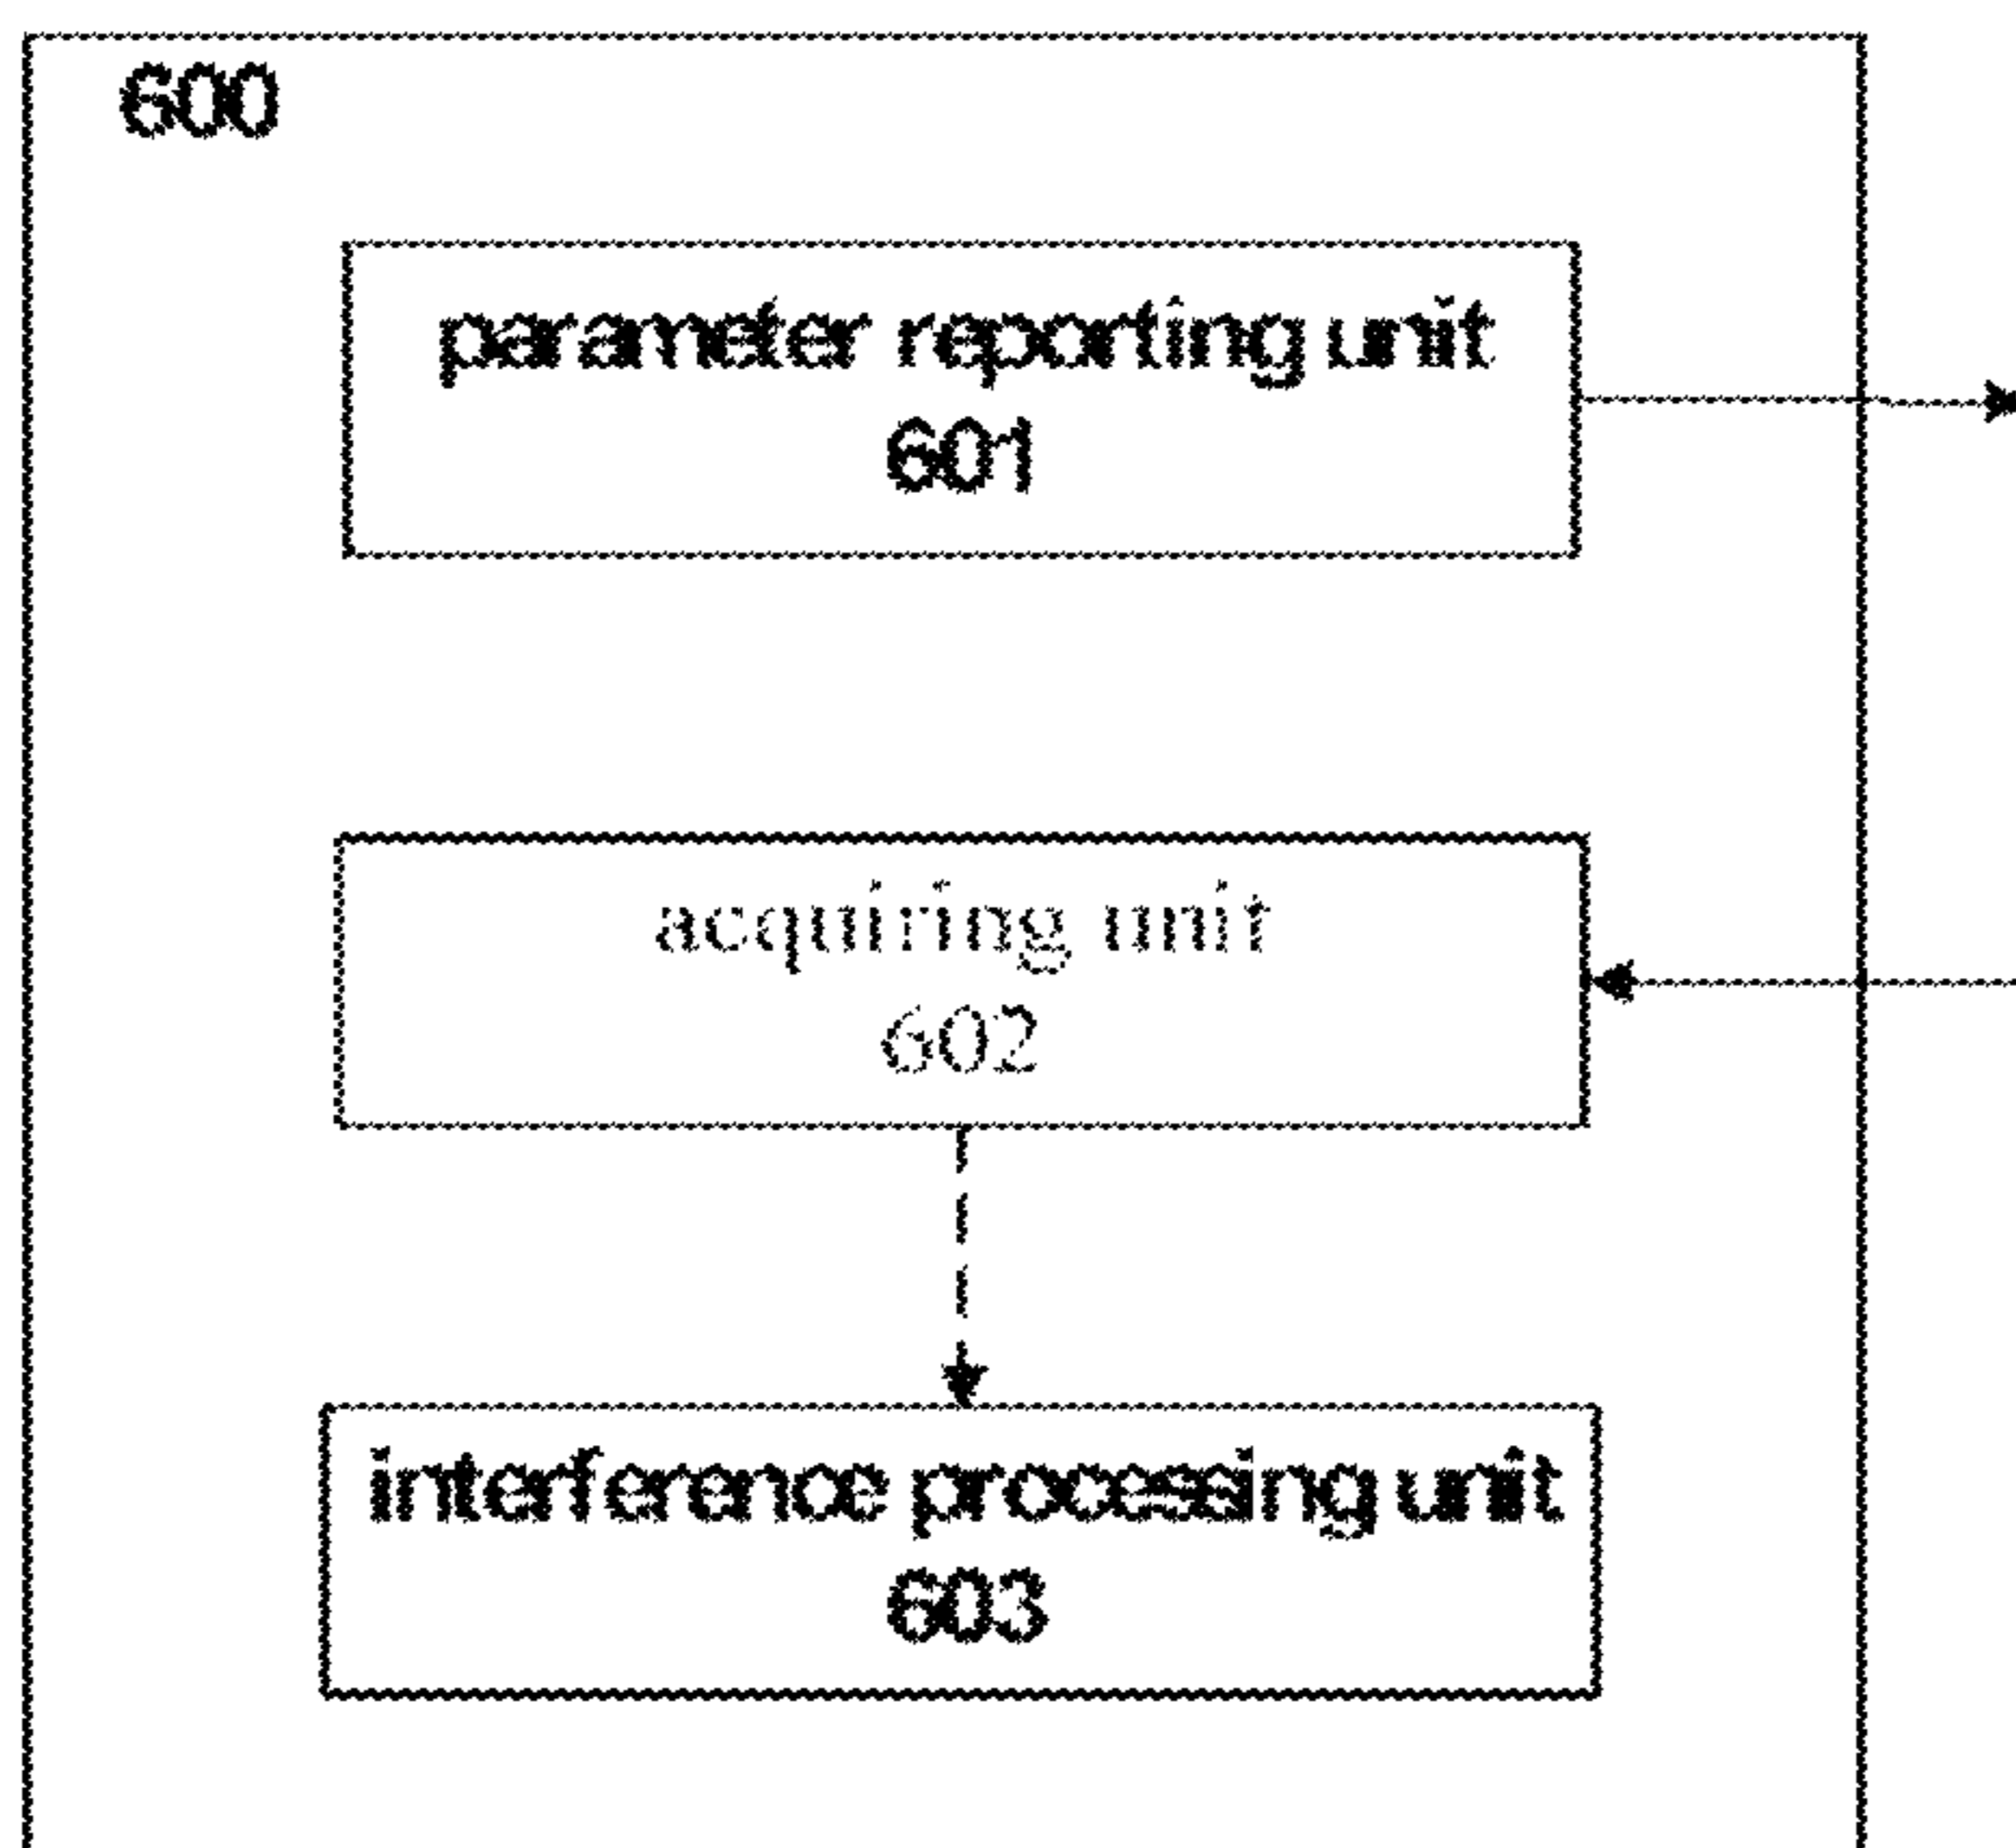 600
parameter reporting unit
601
acquiring unit
602
interference processing unit
603